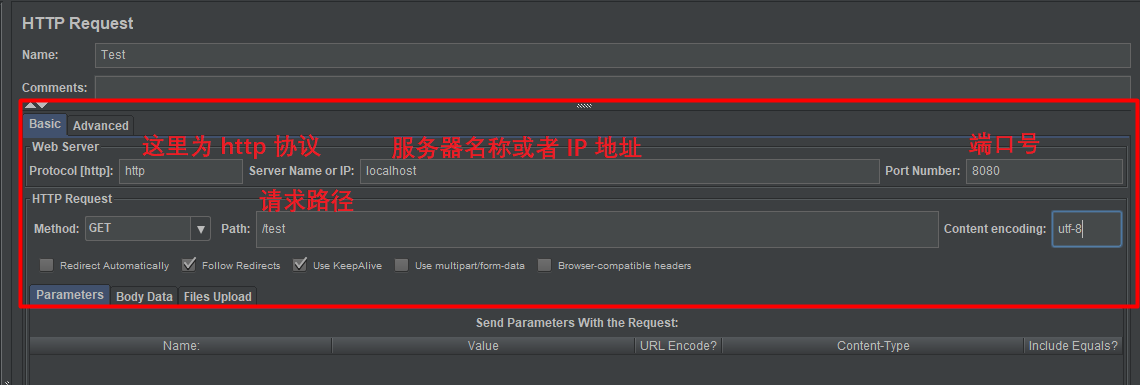 HTTP Request
Name: Test
Comments:
Basic Advanced
这里为 http 协议 服务器名称或者 IP 地址 端口号
Web Server
Protocol [http]: http Server Name or IP: localhost Port Number: 8080
请求路径
HTTP Request
Method: GET Path: /test Content encoding: utf-8
Redirect Automatically Follow Redirects Use KeepAlive Use multipart/form-data Browser-compatible headers
Parameters Body Data Files Upload
Send Parameters With the Request:
Name: Value URL Encode? Content-Type Include Equals?